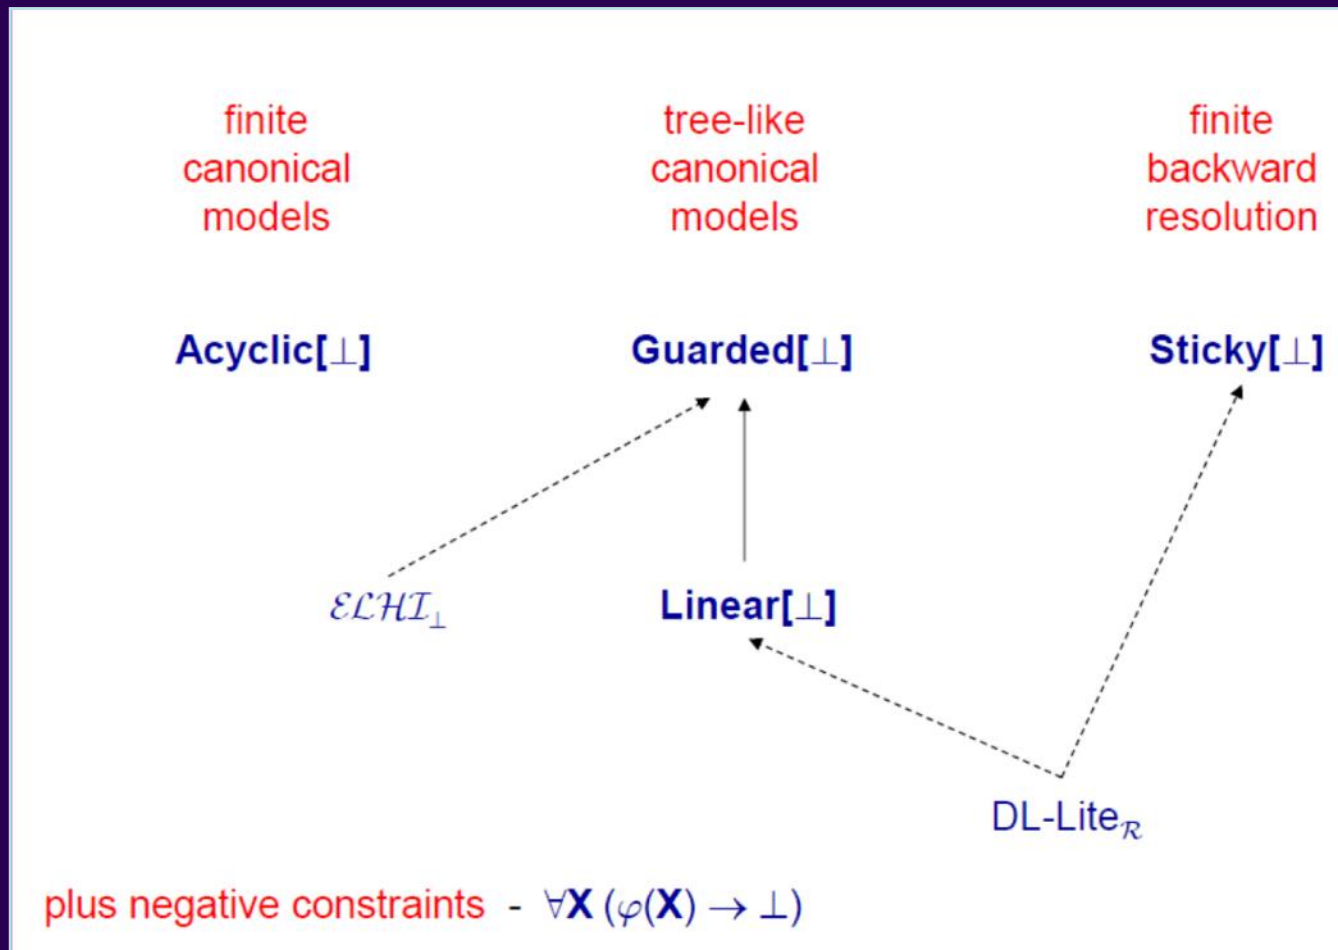 finite
canonical
models
tree-like
canonical
models
finite
backward
resolution
Acyclic[⊥]
Guarded[⊥]
Sticky[⊥]
ℰℒℋℐ⊥
Linear[⊥]
DL-Liteℛ
plus negative constraints - ∀X (φ(X) → ⊥)